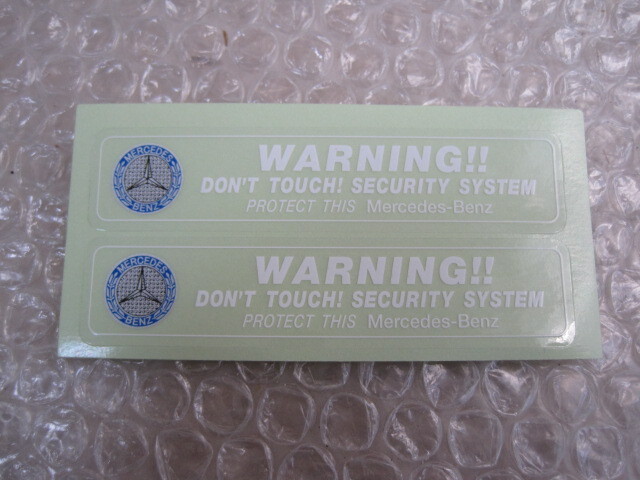 MERCEDES
BENZ
WARNING!!
DON'T TOUCH! SECURITY SYSTEM
PROTECT THIS Mercedes-Benz
MERCEDES
BENZ
WARNING!!
DON'T TOUCH! SECURITY SYSTEM
PROTECT THIS Mercedes-Benz